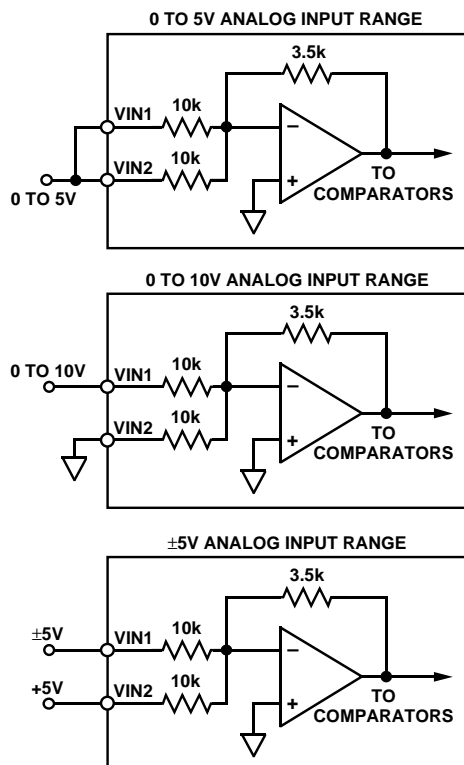 0 TO 5V ANALOG INPUT RANGE
3.5k
10k
VIN1
10k
VIN2
–
+
0 TO 5V
TO
COMPARATORS
0 TO 10V ANALOG INPUT RANGE
3.5k
0 TO 10V
VIN1
10k
VIN2
10k
–
+
TO
COMPARATORS
±5V ANALOG INPUT RANGE
3.5k
±5V
VIN1
10k
+5V
VIN2
10k
–
+
TO
COMPARATORS